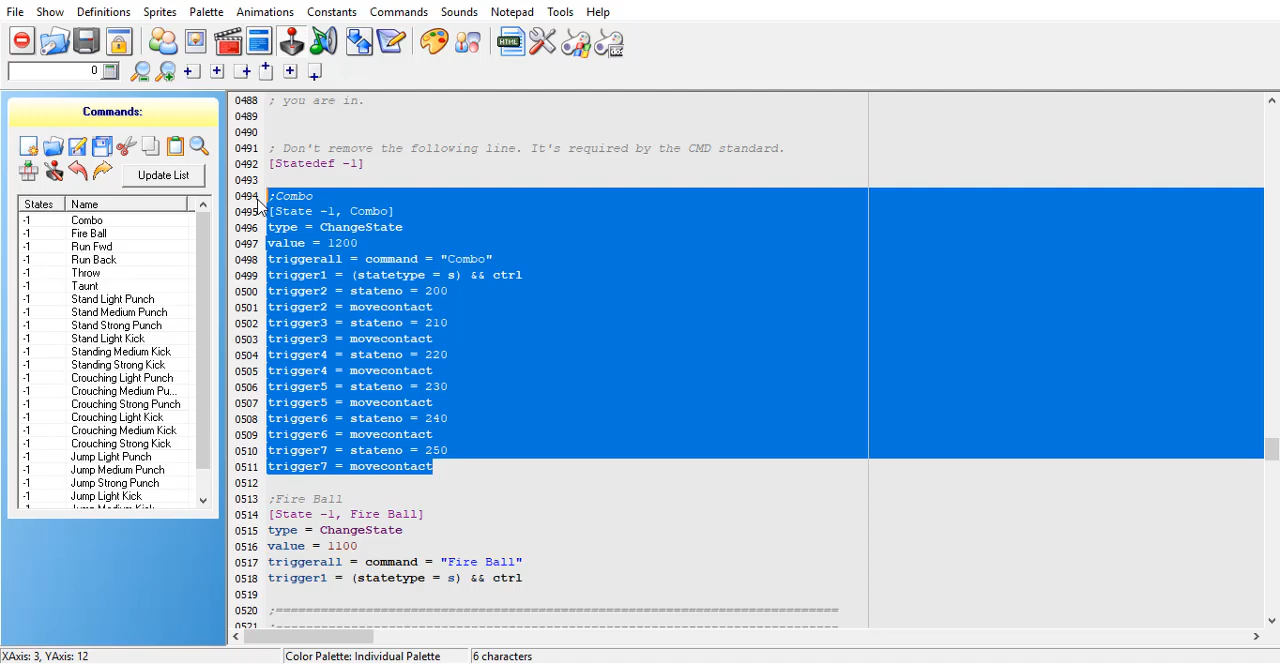 File Show Definitions Sprites Palette Animations Constants Commands Sounds Notepad Tools Help
HTML
0
Commands:
Update List
States Name
-1 Combo
-1 Fire Ball
-1 Run Fwd
-1 Run Back
-1 Throw
-1 Taunt
-1 Stand Light Punch
-1 Stand Medium Punch
-1 Stand Strong Punch
-1 Stand Light Kick
-1 Standing Medium Kick
-1 Standing Strong Kick
-1 Crouching Light Punch
-1 Crouching Medium Pu...
-1 Crouching Strong Punch
-1 Crouching Light Kick
-1 Crouching Medium Kick
-1 Crouching Strong Kick
-1 Jump Light Punch
-1 Jump Medium Punch
-1 Jump Strong Punch
-1 Jump Light Kick
-1 Jump Medium Kick
0488 ; you are in.
0489
0490
0491 ; Don't remove the following line. It's required by the CMD standard.
0492 [Statedef -1]
0493
0494 ;Combo
0495 [State -1, Combo]
0496 type = ChangeState
0497 value = 1200
0498 triggerall = command = "Combo"
0499 trigger1 = (statetype = s) && ctrl
0500 trigger2 = stateno = 200
0501 trigger2 = movecontact
0502 trigger3 = stateno = 210
0503 trigger3 = movecontact
0504 trigger4 = stateno = 220
0505 trigger4 = movecontact
0506 trigger5 = stateno = 230
0507 trigger5 = movecontact
0508 trigger6 = stateno = 240
0509 trigger6 = movecontact
0510 trigger7 = stateno = 250
0511 trigger7 = movecontact
0512
0513 ;Fire Ball
0514 [State -1, Fire Ball]
0515 type = ChangeState
0516 value = 1100
0517 triggerall = command = "Fire Ball"
0518 trigger1 = (statetype = s) && ctrl
0519
0520 ;===========================================================================
0521 ;---------------------------------------------------------------------------
XAxis: 3, YAxis: 12 Color Palette: Individual Palette 6 characters